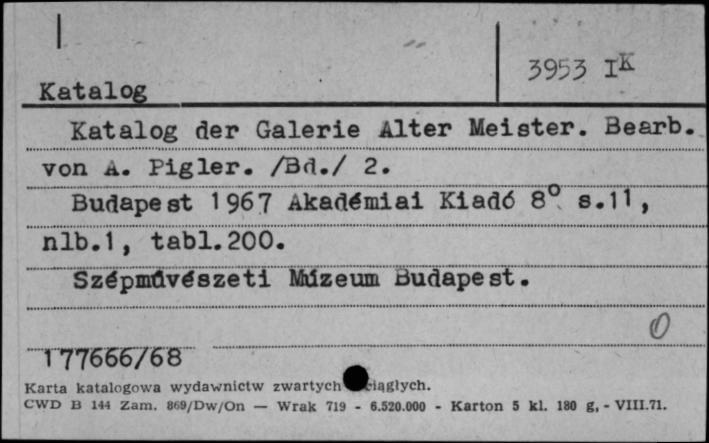 3953 I K
Katalog
Katalog der Galerie Alter Meister. Bearb.
von A. Pigler. /Bd./ 2.
Budapest 1967 Akadémiai Kiadó 8° s.11,
nlb.1, tabl.200.
Szépművészeti Múzeum Budapest.
177666/68
Karta katalogowa wydawnictw zwartych ciągłych.
CWD B 144 Zam. 869/Dw/On — Wrak 719 - 6.520.000 - Karton 5 kl. 180 g, - VIII.71.